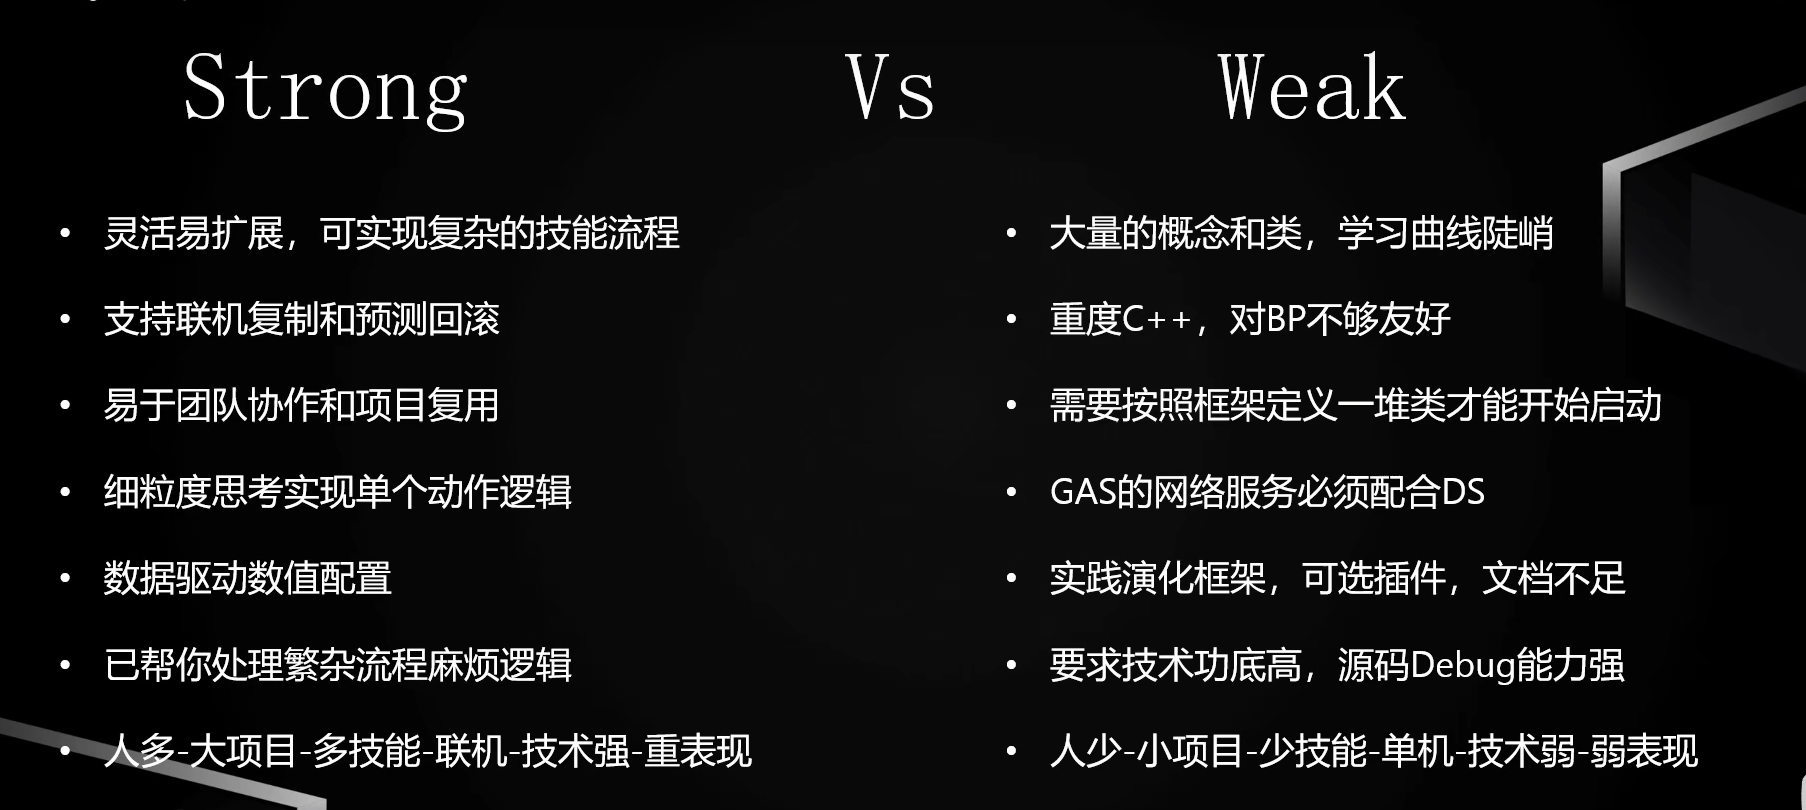 Strong Vs Weak
• 灵活易扩展，可实现复杂的技能流程
• 支持联机复制和预测回滚
• 易于团队协作和项目复用
• 细粒度思考实现单个动作逻辑
• 数据驱动数值配置
• 已帮你处理繁杂流程麻烦逻辑
• 人多-大项目-多技能-联机-技术强-重表现
• 大量的概念和类，学习曲线陡峭
• 重度C++，对BP不够友好
• 需要按照框架定义一堆类才能开始启动
• GAS的网络服务必须配合DS
• 实践演化框架，可选插件，文档不足
• 要求技术功底高，源码Debug能力强
• 人少-小项目-少技能-单机-技术弱-弱表现